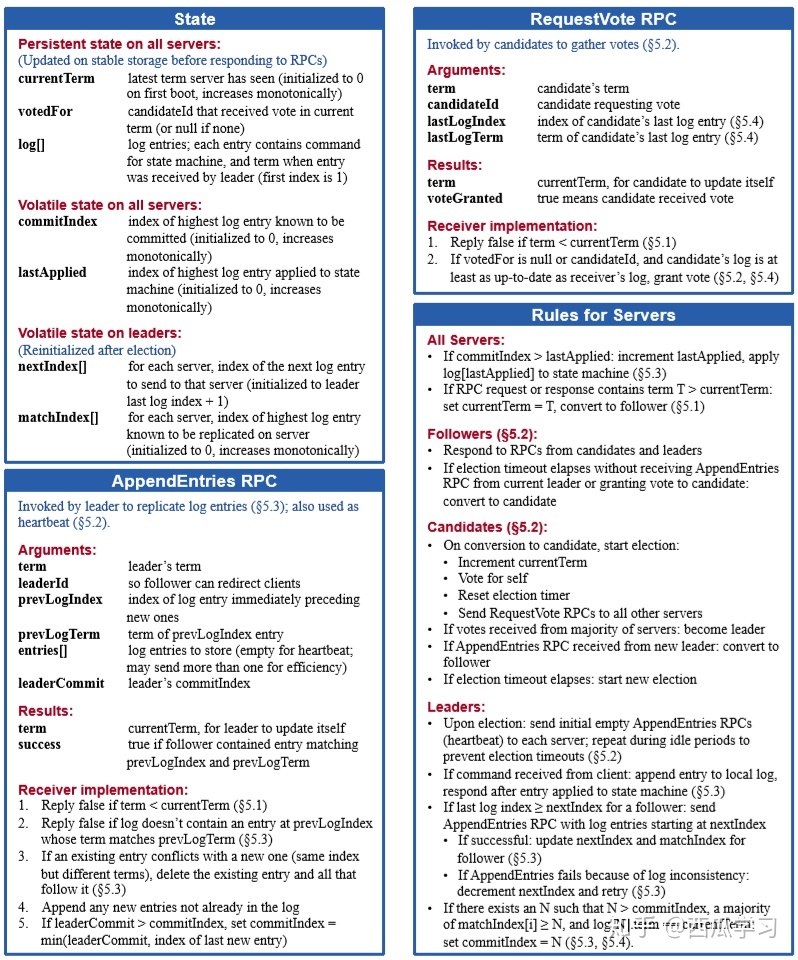 State
Persistent state on all servers:
(Updated on stable storage before responding to RPCs)
currentTerm latest term server has seen (initialized to 0
on first boot, increases monotonically)
votedFor candidateId that received vote in current
term (or null if none)
log[] log entries; each entry contains command
for state machine, and term when entry
was received by leader (first index is 1)
Volatile state on all servers:
commitIndex index of highest log entry known to be
committed (initialized to 0, increases
monotonically)
lastApplied index of highest log entry applied to state
machine (initialized to 0, increases
monotonically)
Volatile state on leaders:
(Reinitialized after election)
nextIndex[] for each server, index of the next log entry
to send to that server (initialized to leader
last log index + 1)
matchIndex[] for each server, index of highest log entry
known to be replicated on server
(initialized to 0, increases monotonically)
AppendEntries RPC
Invoked by leader to replicate log entries (§5.3); also used as
heartbeat (§5.2).
Arguments:
term leader’s term
leaderId so follower can redirect clients
prevLogIndex index of log entry immediately preceding
new ones
prevLogTerm term of prevLogIndex entry
entries[] log entries to store (empty for heartbeat;
may send more than one for efficiency)
leaderCommit leader’s commitIndex
Results:
term currentTerm, for leader to update itself
success true if follower contained entry matching
prevLogIndex and prevLogTerm
Receiver implementation:
1. Reply false if term < currentTerm (§5.1)
2. Reply false if log doesn’t contain an entry at prevLogIndex
whose term matches prevLogTerm (§5.3)
3. If an existing entry conflicts with a new one (same index
but different terms), delete the existing entry and all that
follow it (§5.3)
4. Append any new entries not already in the log
5. If leaderCommit > commitIndex, set commitIndex =
min(leaderCommit, index of last new entry)
RequestVote RPC
Invoked by candidates to gather votes (§5.2).
Arguments:
term candidate’s term
candidateId candidate requesting vote
lastLogIndex index of candidate’s last log entry (§5.4)
lastLogTerm term of candidate’s last log entry (§5.4)
Results:
term currentTerm, for candidate to update itself
voteGranted true means candidate received vote
Receiver implementation:
1. Reply false if term < currentTerm (§5.1)
2. If votedFor is null or candidateId, and candidate’s log is at
least as up-to-date as receiver’s log, grant vote (§5.2, §5.4)
Rules for Servers
All Servers:
• If commitIndex > lastApplied: increment lastApplied, apply
log[lastApplied] to state machine (§5.3)
• If RPC request or response contains term T > currentTerm:
set currentTerm = T, convert to follower (§5.1)
Followers (§5.2):
• Respond to RPCs from candidates and leaders
• If election timeout elapses without receiving AppendEntries
RPC from current leader or granting vote to candidate:
convert to candidate
Candidates (§5.2):
• On conversion to candidate, start election:
• Increment currentTerm
• Vote for self
• Reset election timer
• Send RequestVote RPCs to all other servers
• If votes received from majority of servers: become leader
• If AppendEntries RPC received from new leader: convert to
follower
• If election timeout elapses: start new election
Leaders:
• Upon election: send initial empty AppendEntries RPCs
(heartbeat) to each server; repeat during idle periods to
prevent election timeouts (§5.2)
• If command received from client: append entry to local log,
respond after entry applied to state machine (§5.3)
• If last log index ≥ nextIndex for a follower: send
AppendEntries RPC with log entries starting at nextIndex
• If successful: update nextIndex and matchIndex for
follower (§5.3)
• If AppendEntries fails because of log inconsistency:
decrement nextIndex and retry (§5.3)
• If there exists an N such that N > commitIndex, a majority
of matchIndex[i] ≥ N, and log[N].term == currentTerm:
set commitIndex = N (§5.3, §5.4).
知乎 @西瓜学习